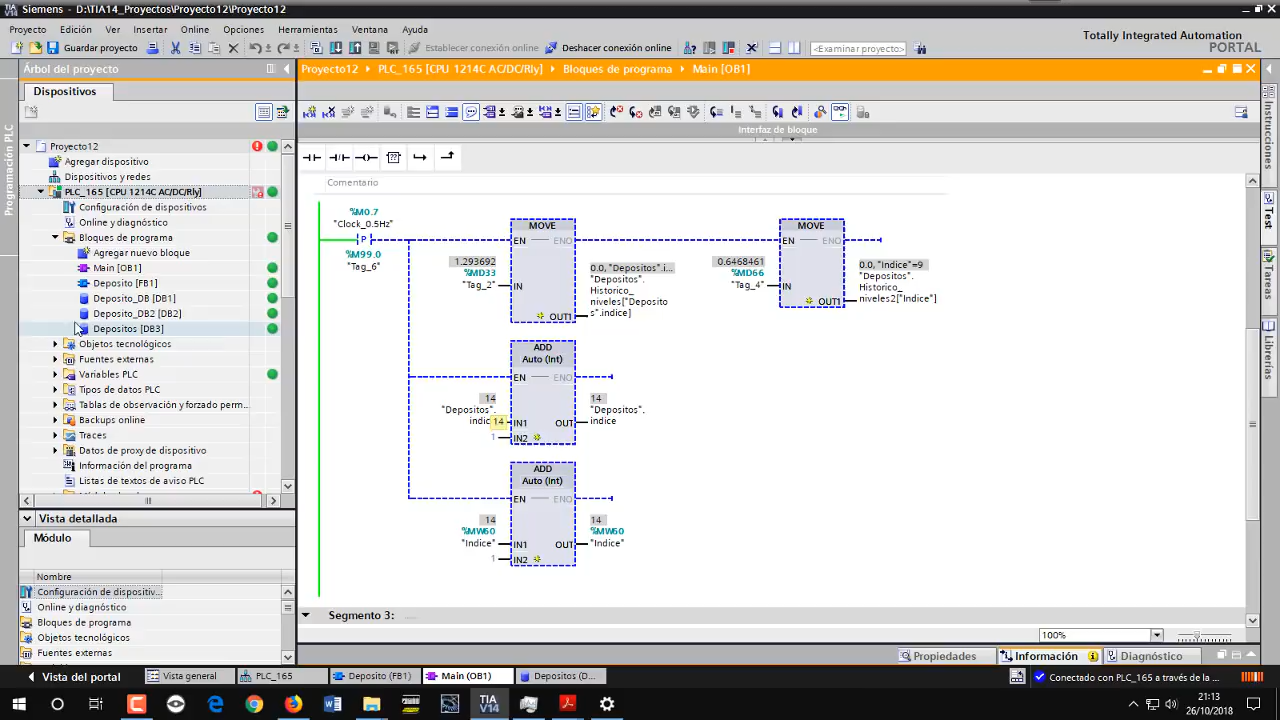 Siemens - D:\TIA14_Proyectos\Proyecto12\Proyecto12
Proyecto Edición Ver Insertar Online Opciones Herramientas Ventana Ayuda
Totally Integrated Automation
PORTAL
Guardar proyecto Establecer conexión online Deshacer conexión online <Examinar proyecto>
Árbol del proyecto
Proyecto12 PLC_165 [CPU 1214C AC/DC/Rly] Bloques de programa Main [OB1]
Dispositivos
Programación PLC
Proyecto12
Agregar dispositivo
Dispositivos y redes
PLC_165 [CPU 1214C AC/DC/Rly]
Configuración de dispositivos
Online y diagnóstico
Bloques de programa
Agregar nuevo bloque
Main [OB1]
Deposito [FB1]
Deposito_DB [DB1]
Deposito_DB2 [DB2]
Depositos [DB3]
Objetos tecnológicos
Fuentes externas
Variables PLC
Tipos de datos PLC
Tablas de observación y forzado perm...
Backups online
Traces
Datos de proxy de dispositivo
Información del programa
Listas de textos de aviso PLC
Vista detallada
Módulo
Nombre
Configuración de dispositiv...
Online y diagnóstico
Bloques de programa
Objetos tecnológicos
Fuentes externas
Interfaz de bloque
Comentario
%M0.7
"Clock_0.5Hz"
P
%M99.0
"Tag_6"
MOVE
EN ENO
1.293692
%MD33
"Tag_2"
IN
OUT1
0.0, "Depositos".i...
"Depositos".
Historico_
niveles["Deposito
s".indice]
MOVE
EN ENO
0.6468461
%MD66
"Tag_4"
IN
OUT1
0.0, "Indice"=9
"Depositos".
Historico_
niveles2["Indice"]
ADD
Auto (Int)
EN ENO
14
"Depositos".
indic
14
IN1
1
IN2
OUT
14
"Depositos".
indice
ADD
Auto (Int)
EN ENO
14
%MW60
"Indice"
IN1
1
IN2
OUT
14
%MW60
"Indice"
Segmento 3:
100%
Instrucciones
Test
Tareas
Librerías
Propiedades Información Diagnóstico
Vista del portal Vista general PLC_165 Deposito (FB1) Main (OB1) Depositos (D... Conectado con PLC_165 a través de la ...
TIA
V14
21:13
26/10/2018